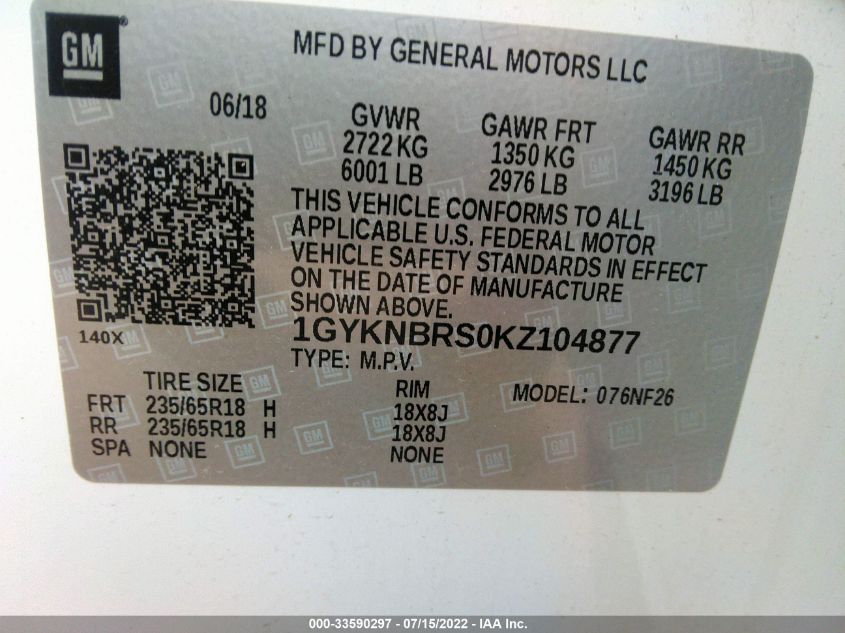 GM
MFD BY GENERAL MOTORS LLC
06/18
GVWR
2722 KG
6001 LB
GAWR FRT
1350 KG
2976 LB
GAWR RR
1450 KG
3196 LB
THIS VEHICLE CONFORMS TO ALL
APPLICABLE U.S. FEDERAL MOTOR
VEHICLE SAFETY STANDARDS IN EFFECT
ON THE DATE OF MANUFACTURE
SHOWN ABOVE.
140X
1GYKNBRS0KZ104877
TYPE: M.P.V.
MODEL: 076NF26
TIRE SIZE RIM
FRT 235/65R18 H 18X8J
RR 235/65R18 H 18X8J
SPA NONE NONE
000-33590297 - 07/15/2022 - IAA Inc.